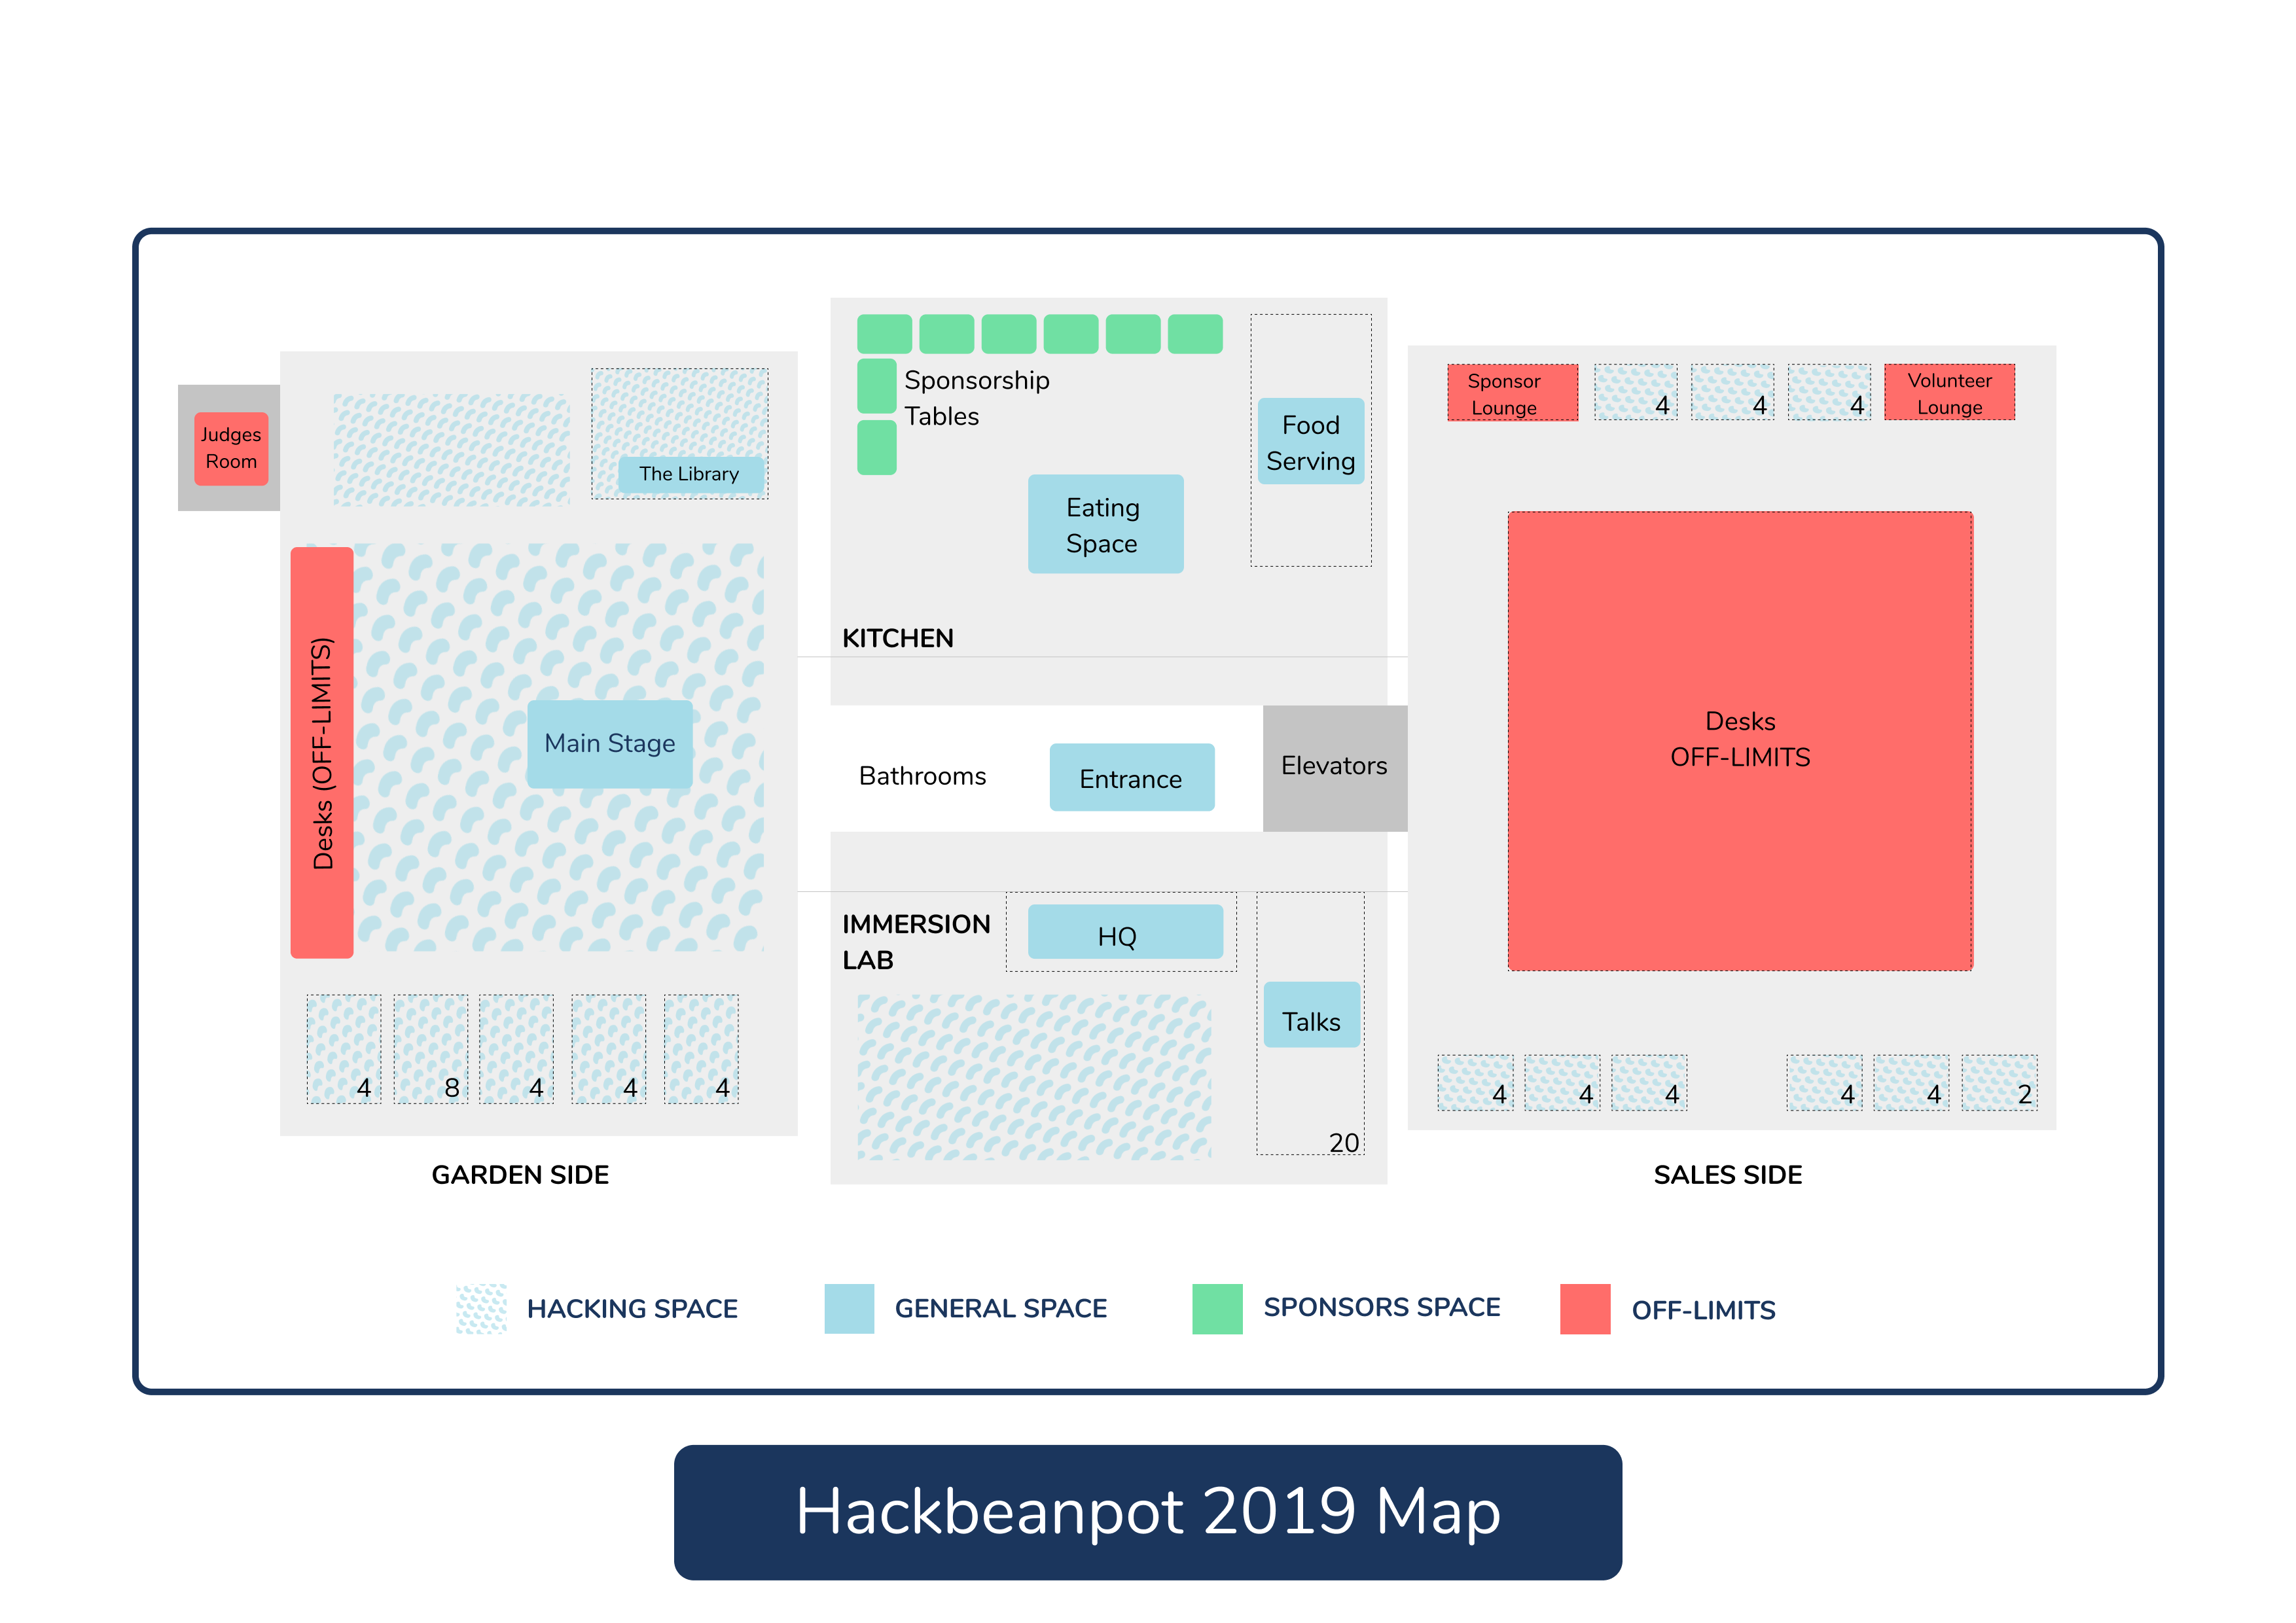 Judges
Room
The Library
Desks (OFF-LIMITS)
Main Stage
4
8
4
4
4
GARDEN SIDE
Sponsorship
Tables
Food
Serving
Eating
Space
KITCHEN
Bathrooms
Entrance
Elevators
IMMERSION
LAB
HQ
Talks
20
Sponsor
Lounge
4
4
4
Volunteer
Lounge
Desks
OFF-LIMITS
4
4
4
4
4
2
SALES SIDE
HACKING SPACE
GENERAL SPACE
SPONSORS SPACE
OFF-LIMITS
Hackbeanpot 2019 Map